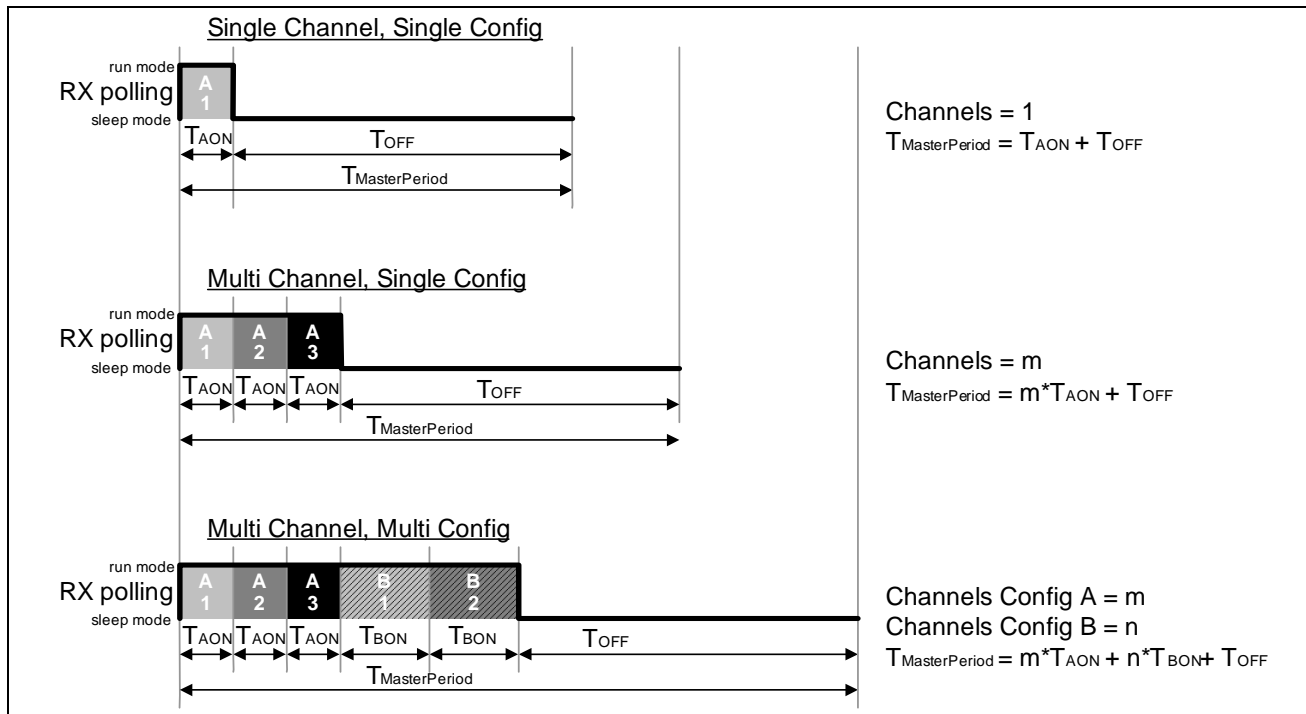 Single Channel, Single Config
run mode
RX polling
sleep mode
A
1
TAON
TOFF
TMasterPeriod
Channels = 1
TMasterPeriod = TAON + TOFF
Multi Channel, Single Config
run mode
RX polling
sleep mode
A A A
1 2 3
TAON TAON TAON TOFF
TMasterPeriod
Channels = m
TMasterPeriod = m*TAON + TOFF
Multi Channel, Multi Config
run mode
RX polling
sleep mode
A A A B B
1 2 3 1 2
TAON TAON TAON TBON TBON TOFF
TMasterPeriod
Channels Config A = m
Channels Config B = n
TMasterPeriod = m*TAON + n*TBON+ TOFF